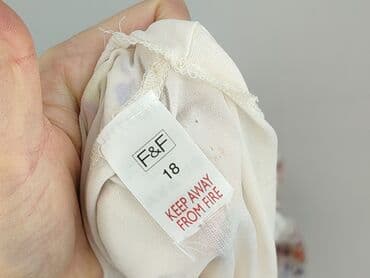 F&F
18
KEEP AWAY
FROM FIRE